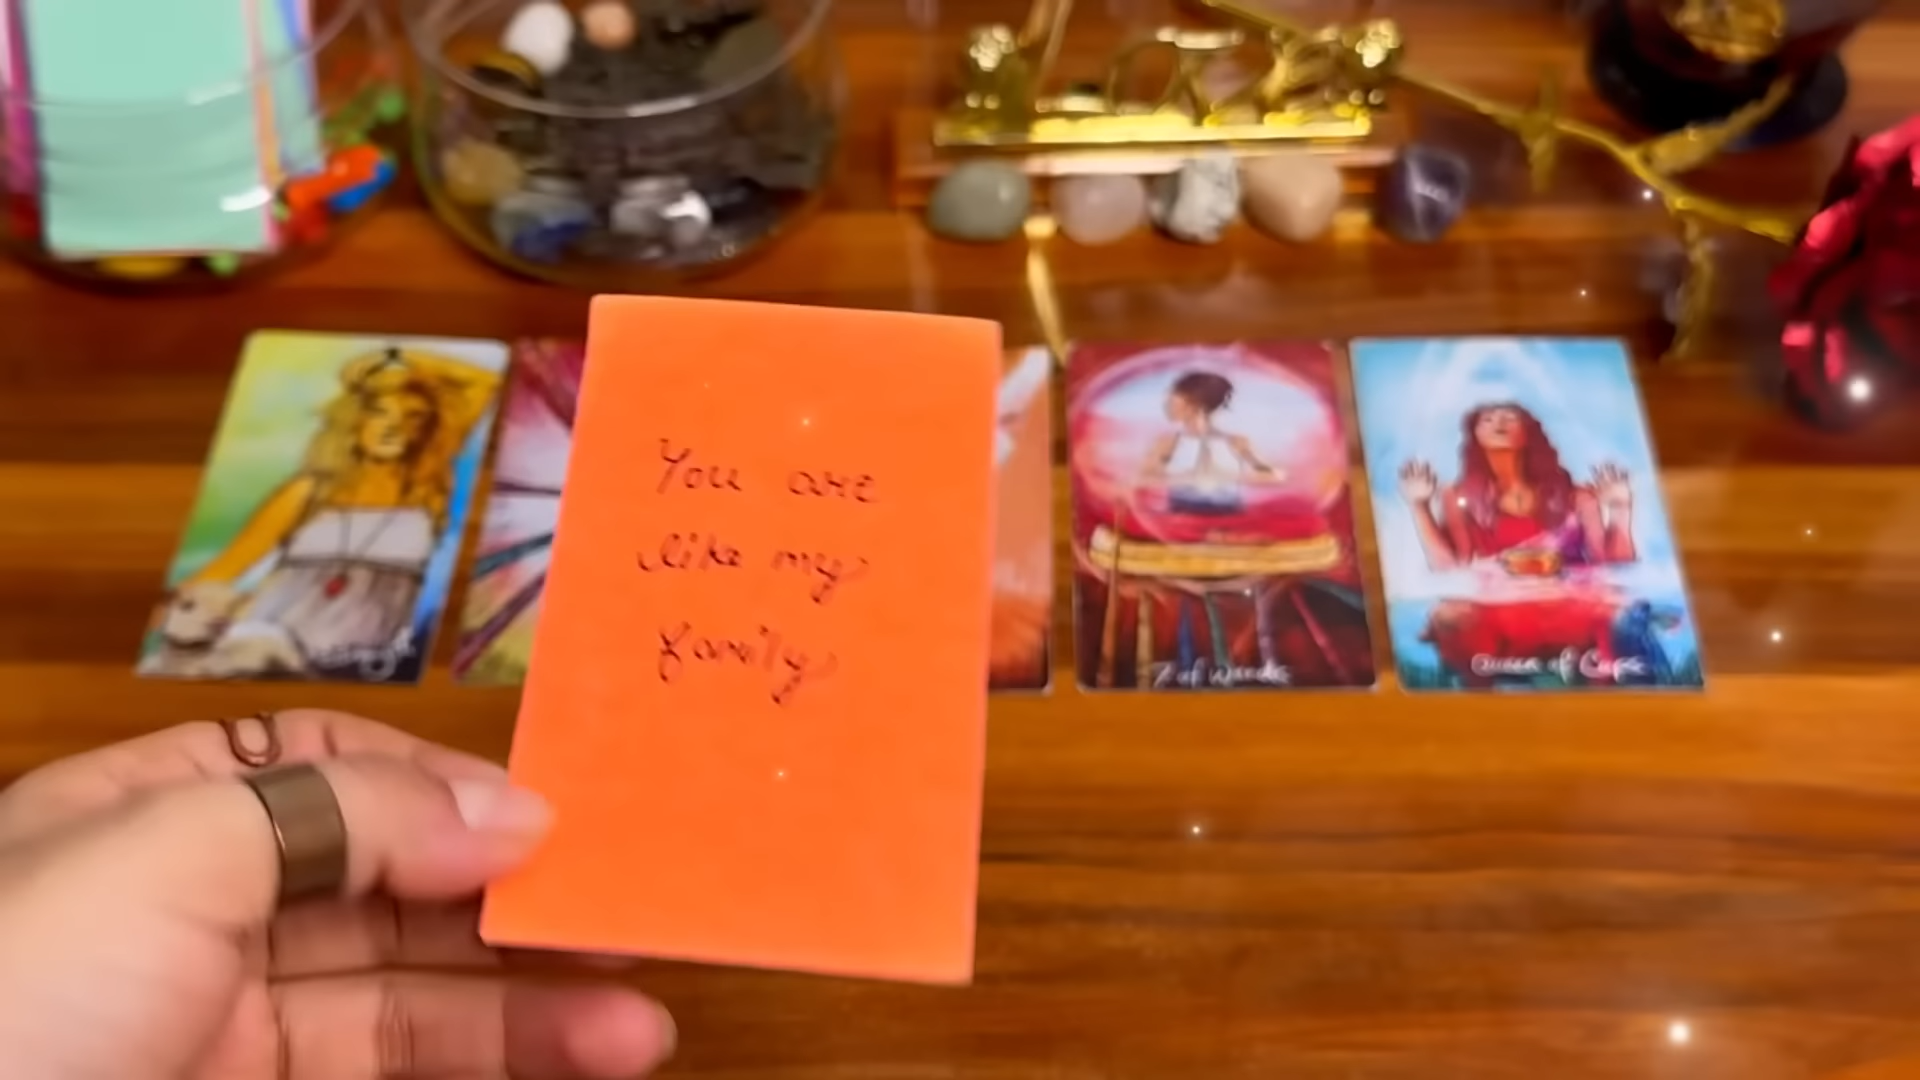 You are
like my
family
7 of Wands
Queen of Cups